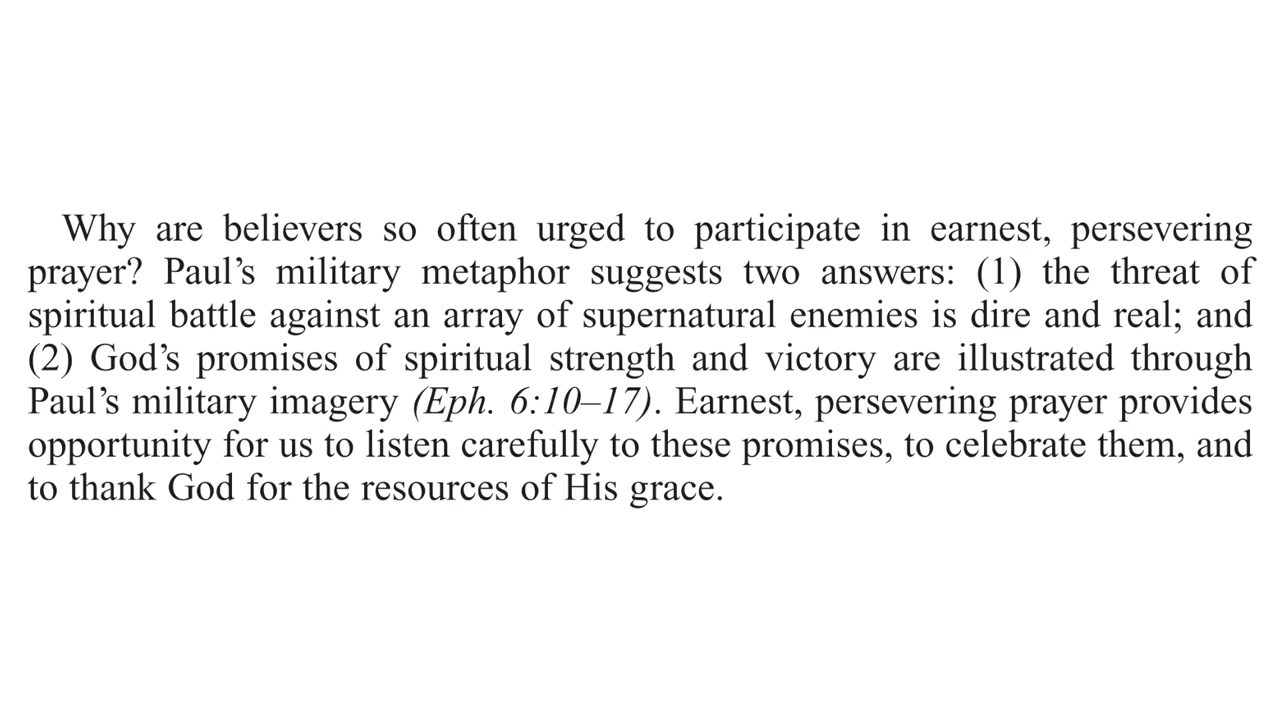 Why are believers so often urged to participate in earnest, persevering
prayer? Paul’s military metaphor suggests two answers: (1) the threat of
spiritual battle against an array of supernatural enemies is dire and real; and
(2) God’s promises of spiritual strength and victory are illustrated through
Paul’s military imagery (Eph. 6:10–17). Earnest, persevering prayer provides
opportunity for us to listen carefully to these promises, to celebrate them, and
to thank God for the resources of His grace.